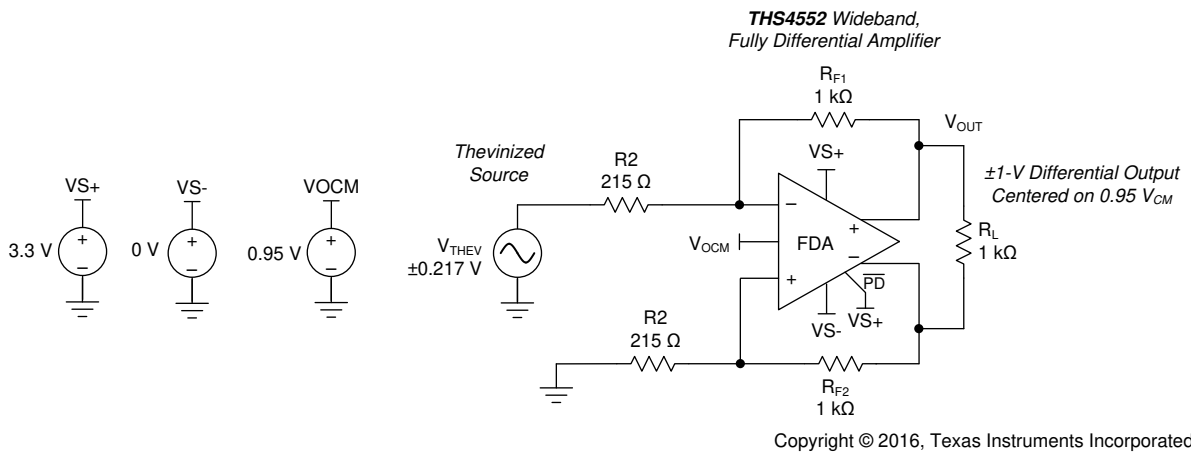 THS4552 Wideband,
Fully Differential Amplifier
RF1
1 kΩ
VOUT
Thevinized
Source
R2
215 Ω
VS+
±1-V Differential Output
Centered on 0.95 VCM
VS+
VS-
VOCM
3.3 V
+
−
0 V
+
−
0.95 V
+
−
VTHEV
±0.217 V
VOCM
−
FDA
+
+
−
RL
1 kΩ
PD
VS-
VS+
R2
215 Ω
RF2
1 kΩ
Copyright © 2016, Texas Instruments Incorporated